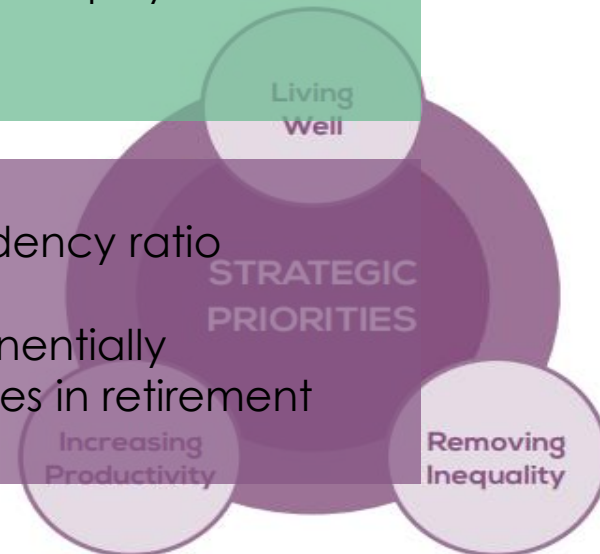 Living
Well
dency ratio
STRATEGIC
PRIORITIES
nentially
es in retirement
Increasing
Productivity
Removing
Inequality